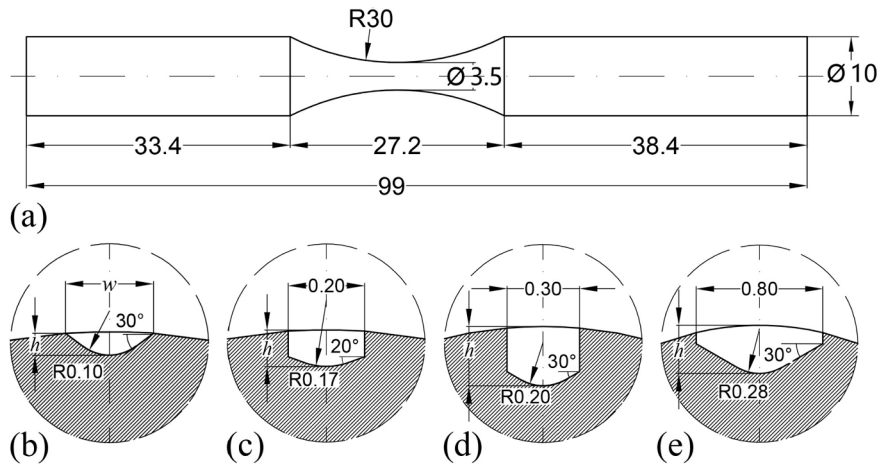 R30
Ø 3.5
Ø 10
33.4
27.2
38.4
99
(a)
w
h
30°
R0.10
(b)
0.20
h
20°
R0.17
(c)
0.30
h
30°
R0.20
(d)
0.80
h
30°
R0.28
(e)